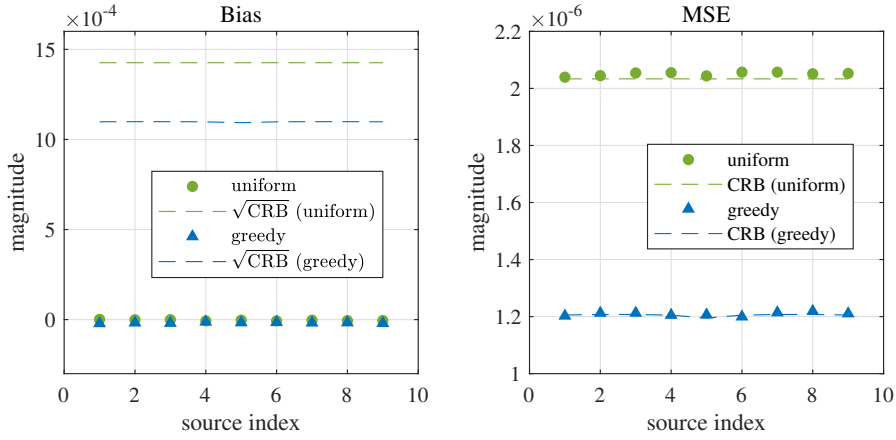 Bias
×10⁻⁴
15
10
5
0
magnitude
uniform
√CRB (uniform)
greedy
√CRB (greedy)
0 2 4 6 8 10
source index
MSE
×10⁻⁶
2.2
2
1.8
1.6
1.4
1.2
1
magnitude
uniform
CRB (uniform)
greedy
CRB (greedy)
0 2 4 6 8 10
source index